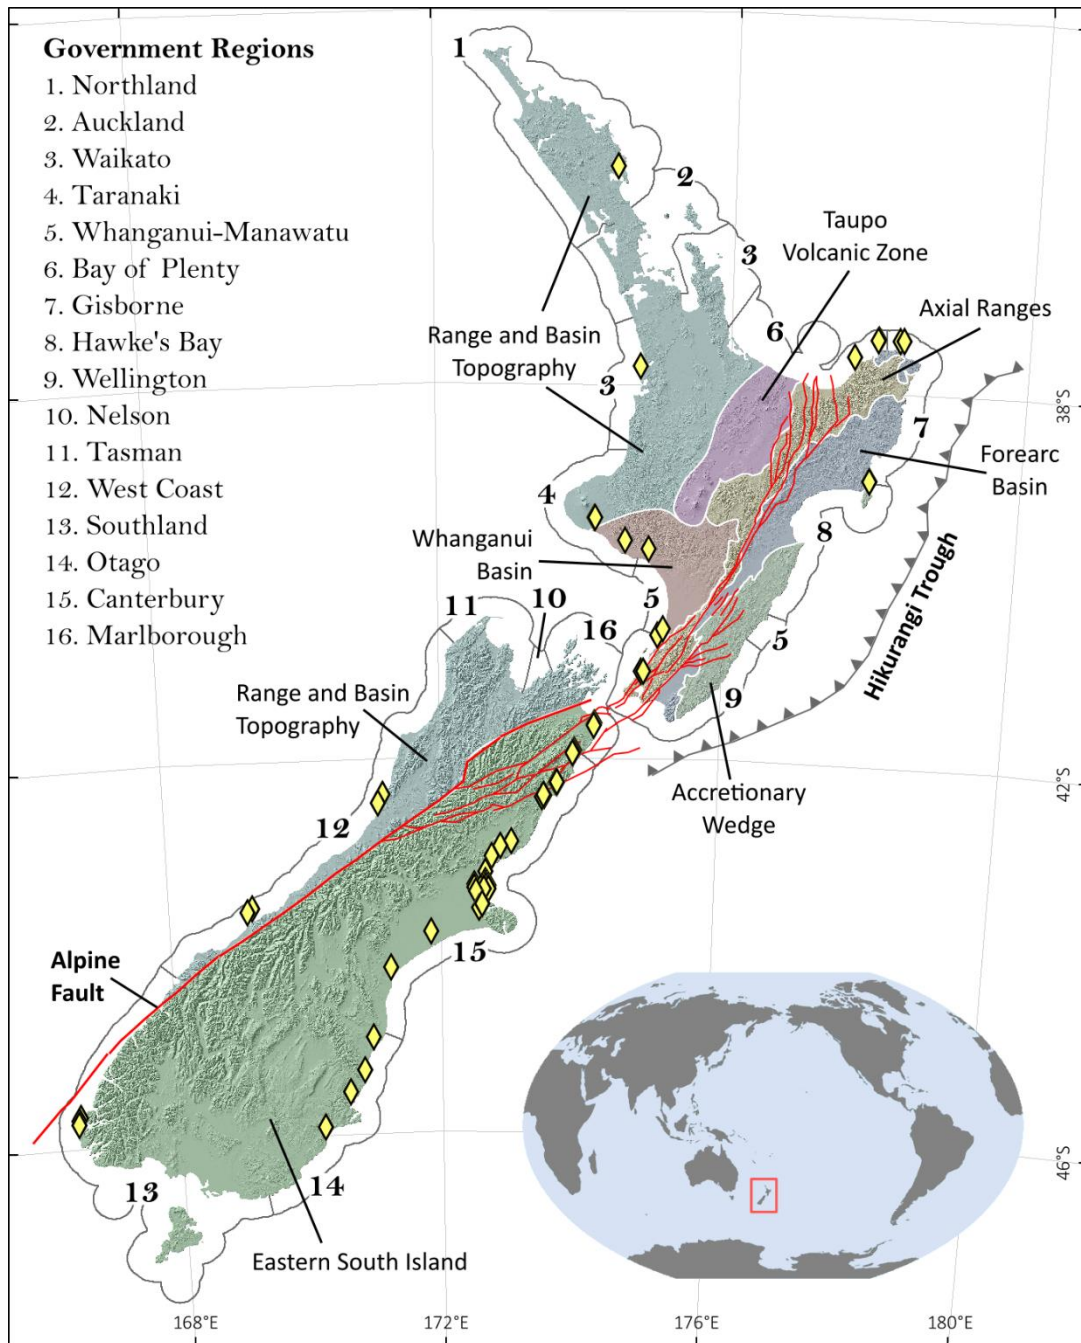 Government Regions
1. Northland
2. Auckland
3. Waikato
4. Taranaki
5. Whanganui-Manawatu
6. Bay of Plenty
7. Gisborne
8. Hawke's Bay
9. Wellington
10. Nelson
11. Tasman
12. West Coast
13. Southland
14. Otago
15. Canterbury
16. Marlborough
1
2
3
Taupo
Volcanic Zone
6
Axial Ranges
Range and Basin
Topography
3
38°S
7
Forearc
Basin
4
8
Whanganui
Basin
Hikurangi Trough
11
10
16
5
5
9
Range and Basin
Topography
42°S
Accretionary
Wedge
12
15
Alpine
Fault
46°S
13
14
Eastern South Island
168°E
172°E
176°E
180°E